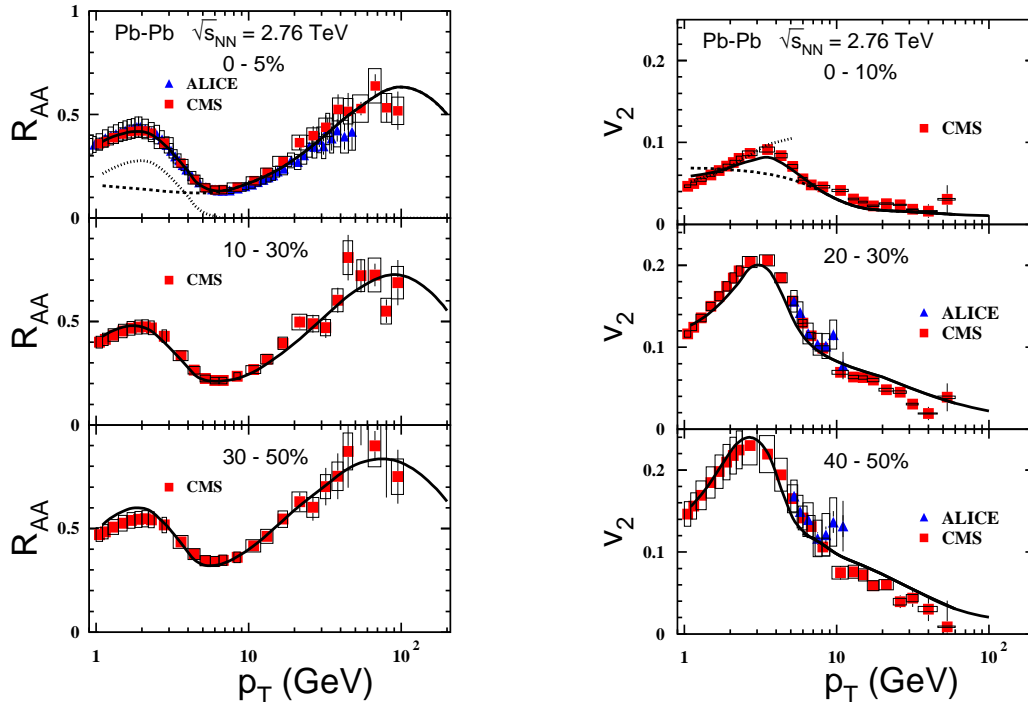 Pb-Pb √s_NN = 2.76 TeV
0 - 5%
ALICE
CMS
R_AA
1
0.5
0
10 - 30%
CMS
R_AA
0.5
0
30 - 50%
CMS
R_AA
0.5
0
1 10 10^2
p_T (GeV)
Pb-Pb √s_NN = 2.76 TeV
0 - 10%
CMS
v_2
0.2
0.1
0
20 - 30%
ALICE
CMS
v_2
0.2
0.1
0
40 - 50%
ALICE
CMS
v_2
0.2
0.1
0
1 10 10^2
p_T (GeV)